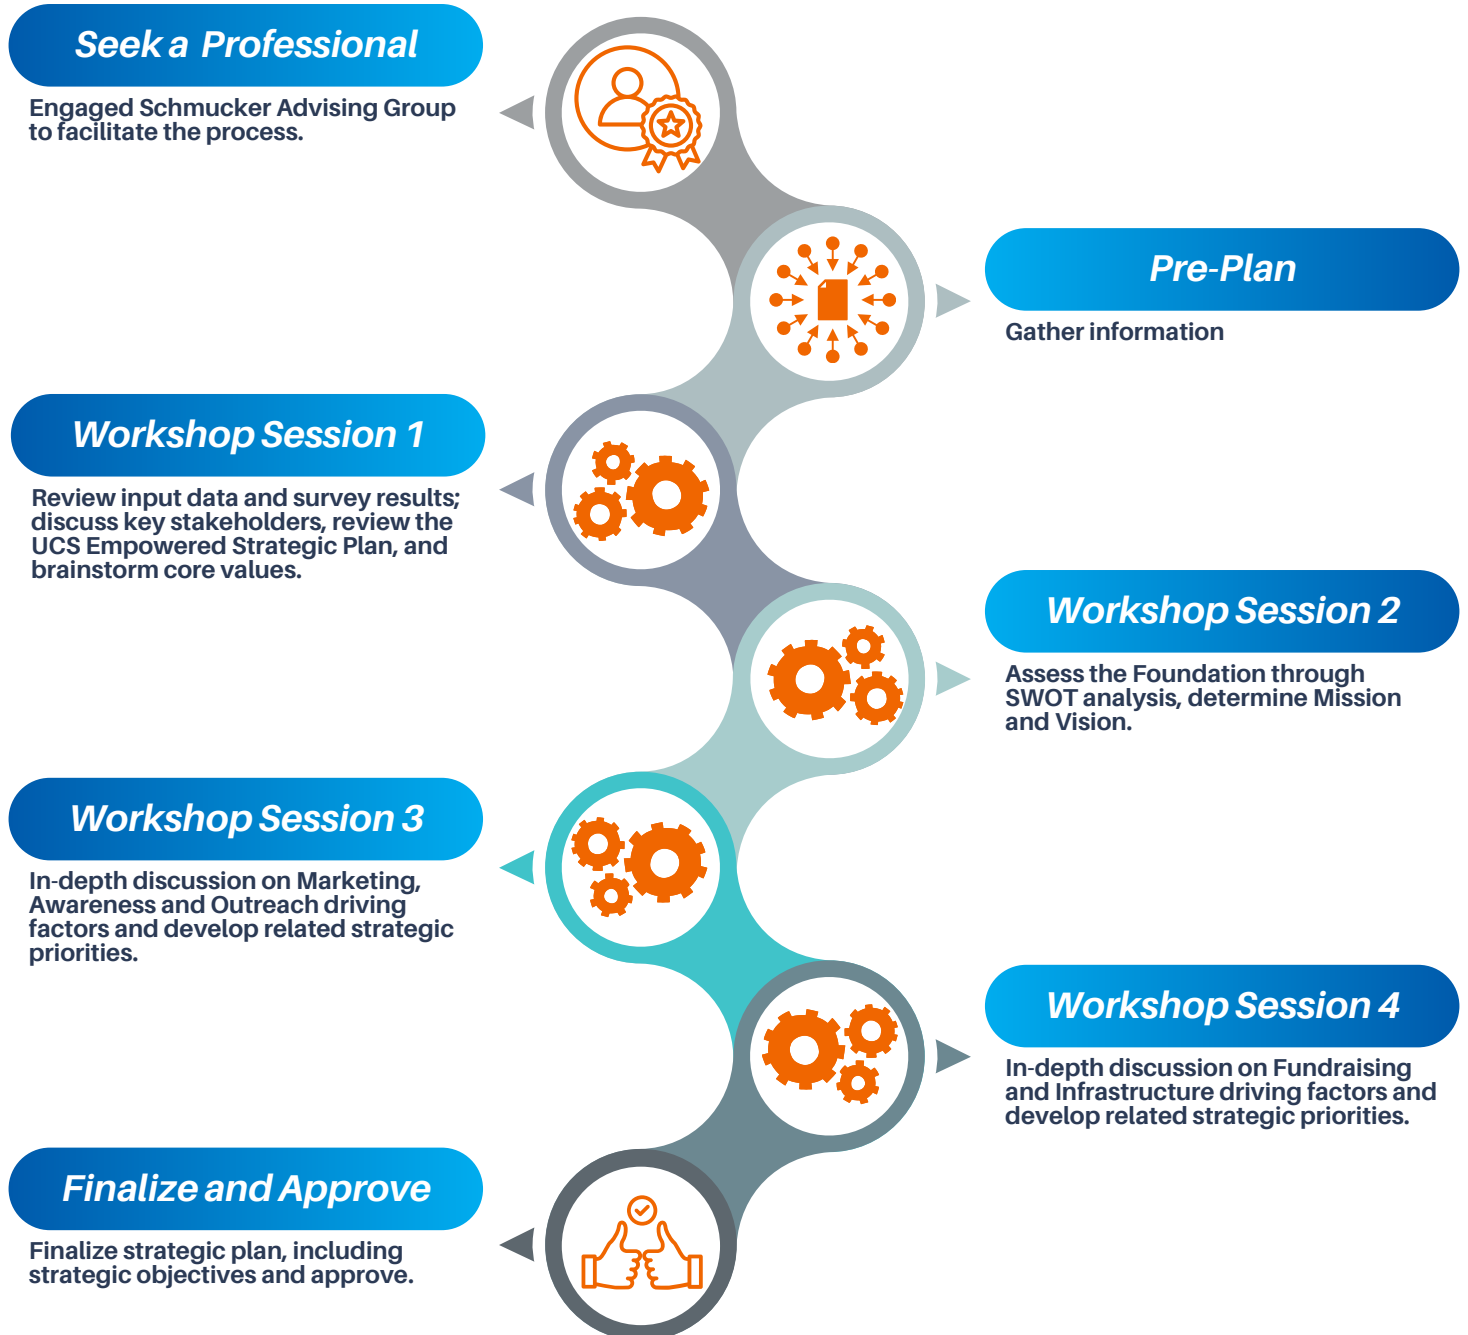 Seek a Professional
Engaged Schmucker Advising Group
to facilitate the process.
Pre-Plan
Gather information
Workshop Session 1
Review input data and survey results;
discuss key stakeholders, review the
UCS Empowered Strategic Plan, and
brainstorm core values.
Workshop Session 2
Assess the Foundation through
SWOT analysis, determine Mission
and Vision.
Workshop Session 3
In-depth discussion on Marketing,
Awareness and Outreach driving
factors and develop related strategic
priorities.
Workshop Session 4
In-depth discussion on Fundraising
and Infrastructure driving factors and
develop related strategic priorities.
Finalize and Approve
Finalize strategic plan, including
strategic objectives and approve.